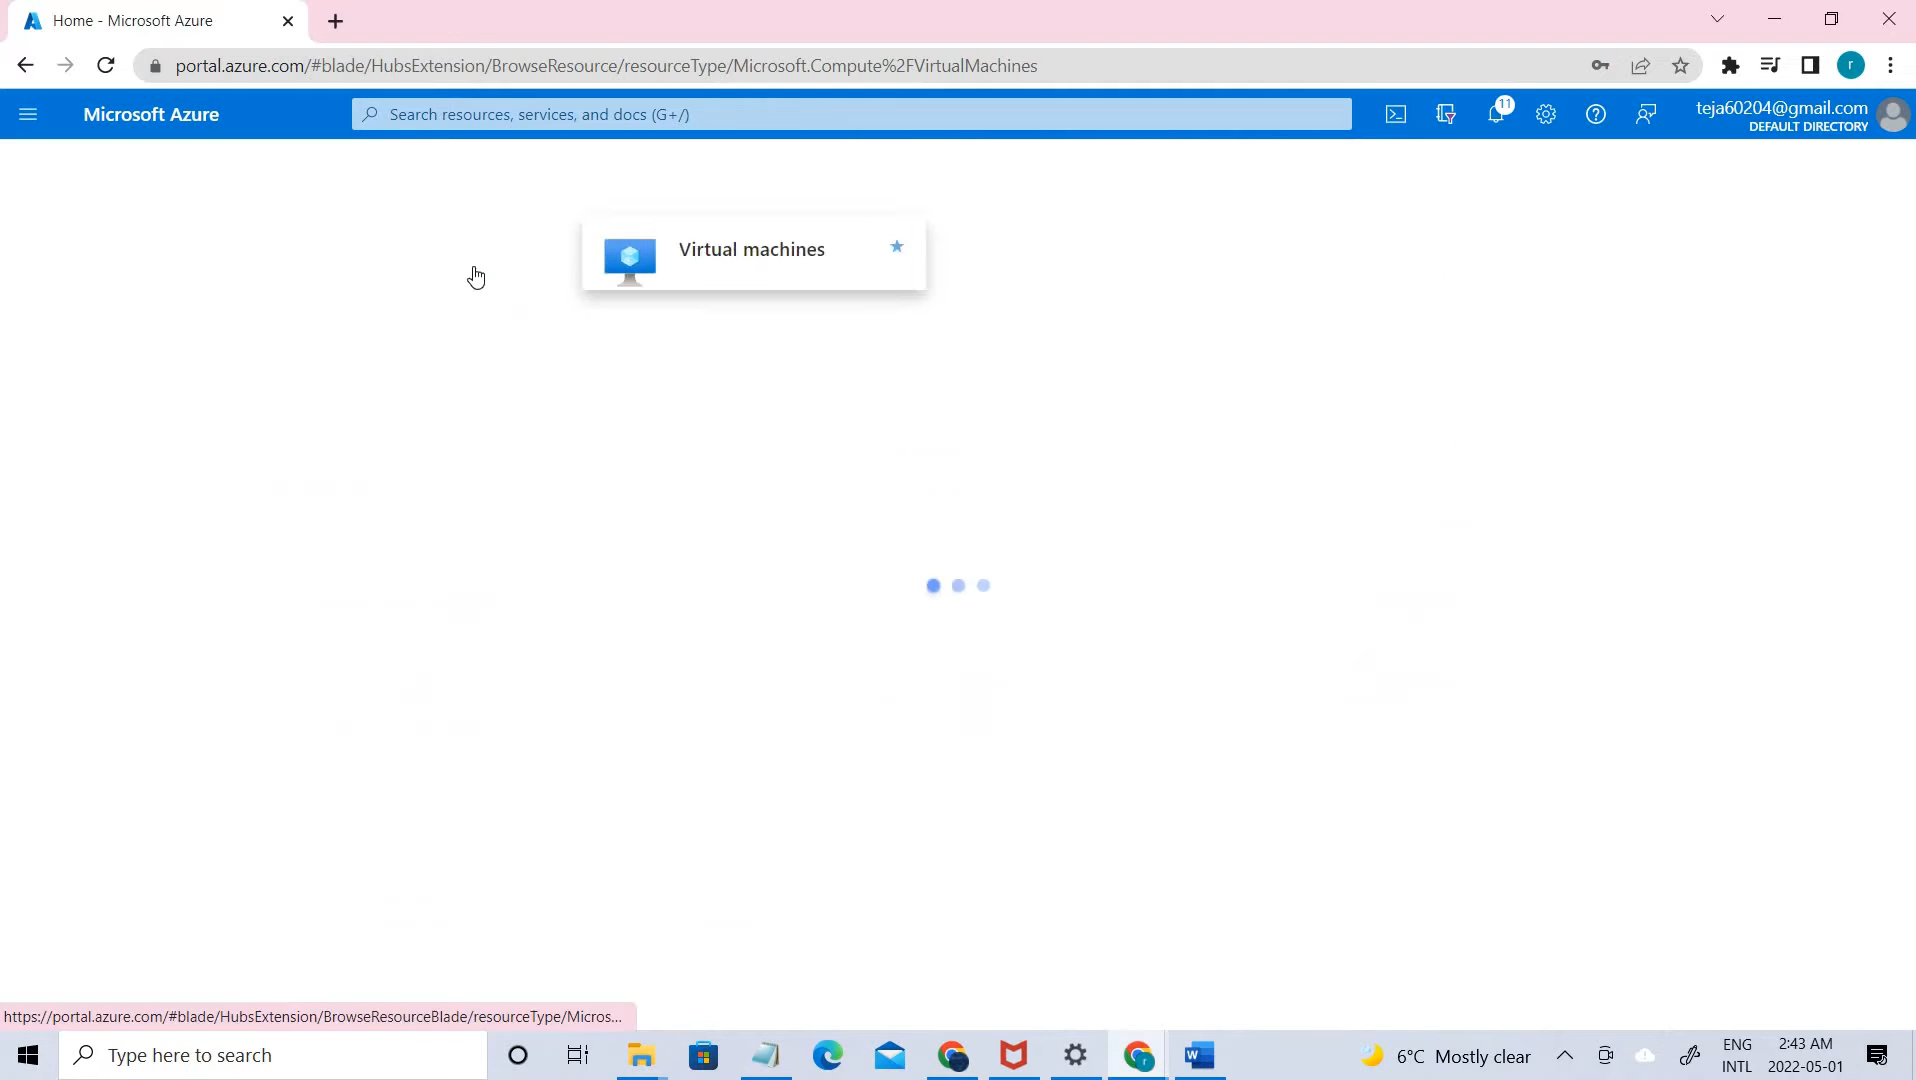 Home - Microsoft Azure
portal.azure.com/#blade/HubsExtension/BrowseResource/resourceType/Microsoft.Compute%2FVirtualMachines
r
Microsoft Azure
Search resources, services, and docs (G+/)
11
teja60204@gmail.com
DEFAULT DIRECTORY
Virtual machines
https://portal.azure.com/#blade/HubsExtension/BrowseResourceBlade/resourceType/Micros...
Type here to search
6°C Mostly clear
ENG
INTL
2:43 AM
2022-05-01